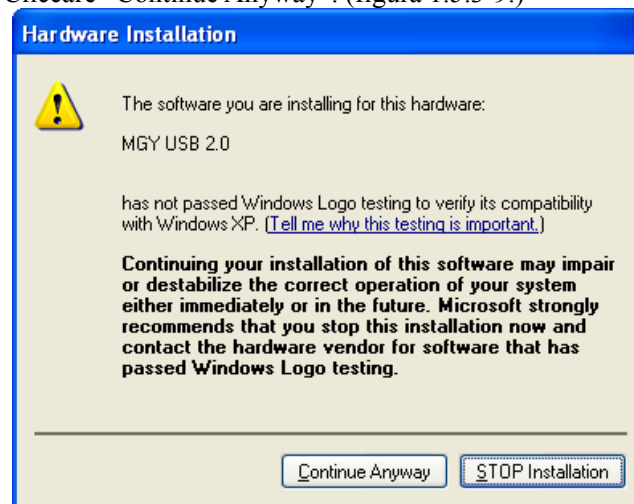 Cliccare “Continue Anyway”. (figura
Hardware Installation
The software you are installing for this hardware:
MGY USB 2.0
has not passed Windows Logo testing to verify its compatibility
with Windows XP. (Tell me why this testing is important.)
Continuing your installation of this software may impair
or destabilize the correct operation of your system
either immediately or in the future. Microsoft strongly
recommends that you stop this installation now and
contact the hardware vendor for software that has
passed Windows Logo testing.
Continue Anyway STOP Installation